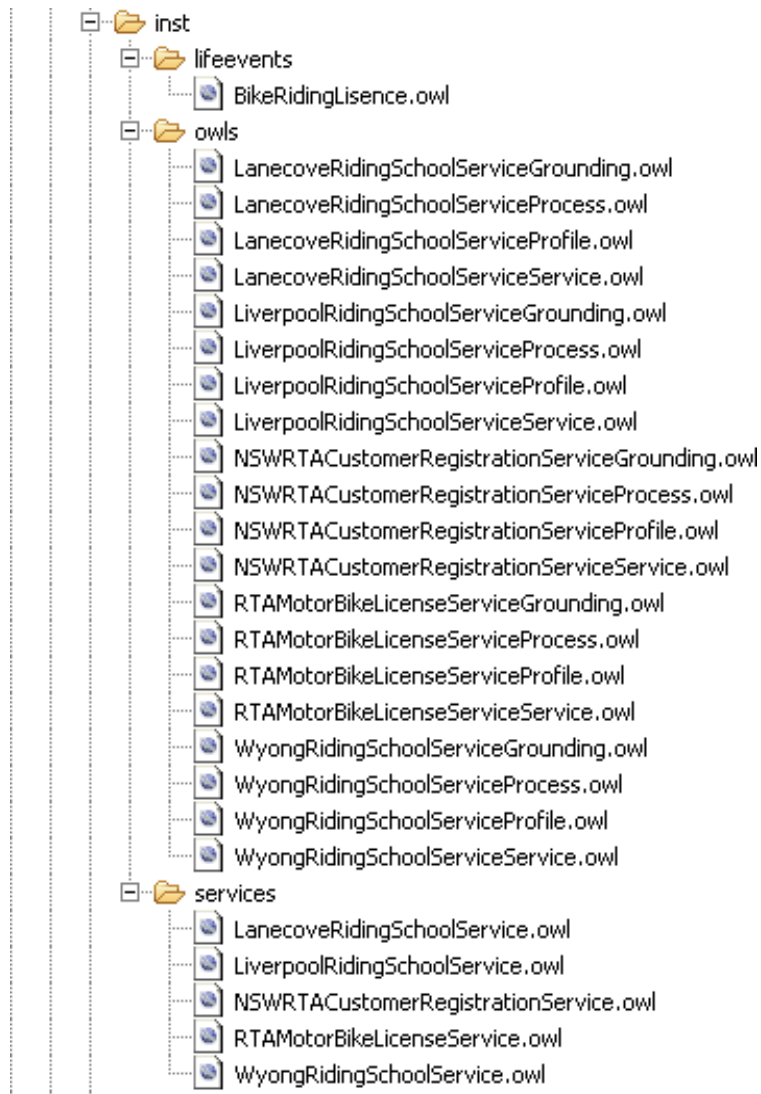 inst
lifeevents
BikeRidingLisence.owl
owls
LanecoveRidingSchoolServiceGrounding.owl
LanecoveRidingSchoolServiceProcess.owl
LanecoveRidingSchoolServiceProfile.owl
LanecoveRidingSchoolServiceService.owl
LiverpoolRidingSchoolServiceGrounding.owl
LiverpoolRidingSchoolServiceProcess.owl
LiverpoolRidingSchoolServiceProfile.owl
LiverpoolRidingSchoolServiceService.owl
NSWRTACustomerRegistrationServiceGrounding.owl
NSWRTACustomerRegistrationServiceProcess.owl
NSWRTACustomerRegistrationServiceProfile.owl
NSWRTACustomerRegistrationServiceService.owl
RTAMotorBikeLicenseServiceGrounding.owl
RTAMotorBikeLicenseServiceProcess.owl
RTAMotorBikeLicenseServiceProfile.owl
RTAMotorBikeLicenseServiceService.owl
WyongRidingSchoolServiceGrounding.owl
WyongRidingSchoolServiceProcess.owl
WyongRidingSchoolServiceProfile.owl
WyongRidingSchoolServiceService.owl
services
LanecoveRidingSchoolService.owl
LiverpoolRidingSchoolService.owl
NSWRTACustomerRegistrationService.owl
RTAMotorBikeLicenseService.owl
WyongRidingSchoolService.owl